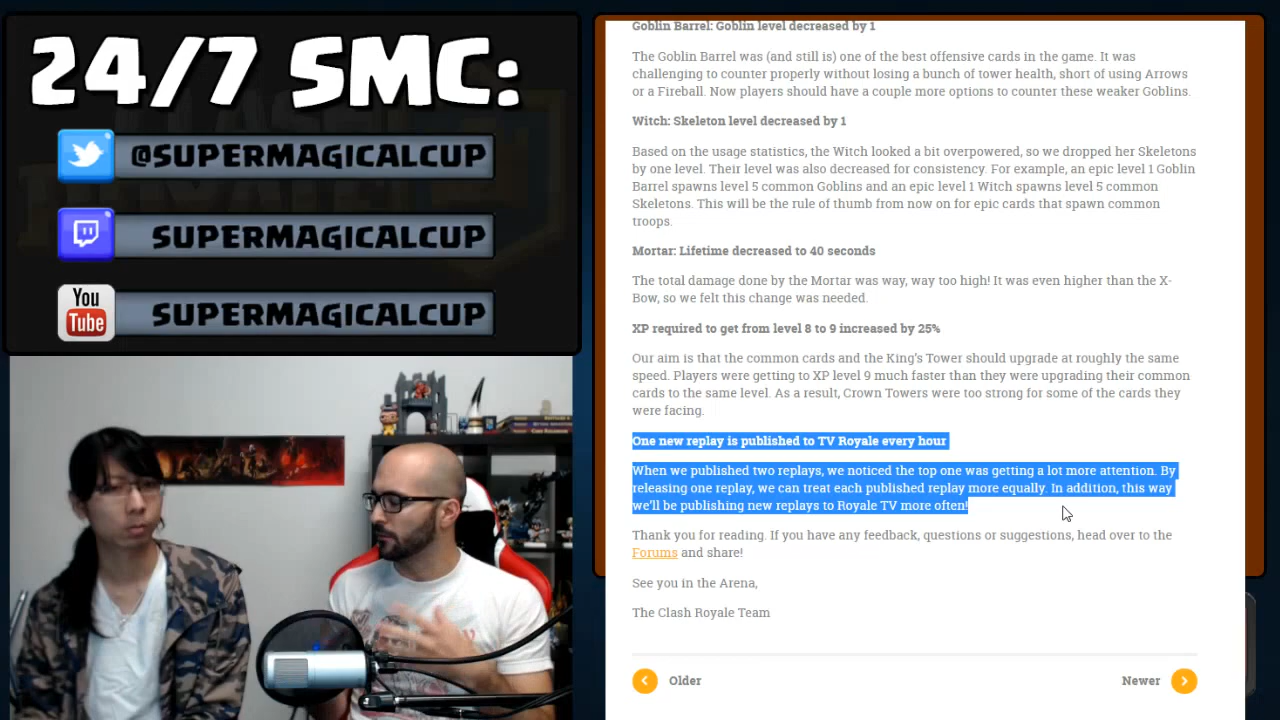 24/7 SMC:
@SUPERMAGICALCUP
SUPERMAGICALCUP
You
Tube
SUPERMAGICALCUP
Goblin Barrel: Goblin level decreased by 1
The Goblin Barrel was (and still is) one of the best offensive cards in the game. It was
challenging to counter properly without losing a bunch of tower health, short of using Arrows
or a Fireball. Now players should have a couple more options to counter these weaker Goblins.
Witch: Skeleton level decreased by 1
Based on the usage statistics, the Witch looked a bit overpowered, so we dropped her Skeletons
by one level. Their level was also decreased for consistency. For example, an epic level 1 Goblin
Barrel spawns level 5 common Goblins and an epic level 1 Witch spawns level 5 common
Skeletons. This will be the rule of thumb from now on for epic cards that spawn common
troops.
Mortar: Lifetime decreased to 40 seconds
The total damage done by the Mortar was way, way too high! It was even higher than the X-
Bow, so we felt this change was needed.
XP required to get from level 8 to 9 increased by 25%
Our aim is that the common cards and the King's Tower should upgrade at roughly the same
speed. Players were getting to XP level 9 much faster than they were upgrading their common
cards to the same level. As a result, Crown Towers were too strong for some of the cards they
were facing.
One new replay is published to TV Royale every hour
When we published two replays, we noticed the top one was getting a lot more attention. By
releasing one replay, we can treat each published replay more equally. In addition, this way
we'll be publishing new replays to Royale TV more often!
Thank you for reading. If you have any feedback, questions or suggestions, head over to the
Forums and share!
See you in the Arena,
The Clash Royale Team
Older
Newer